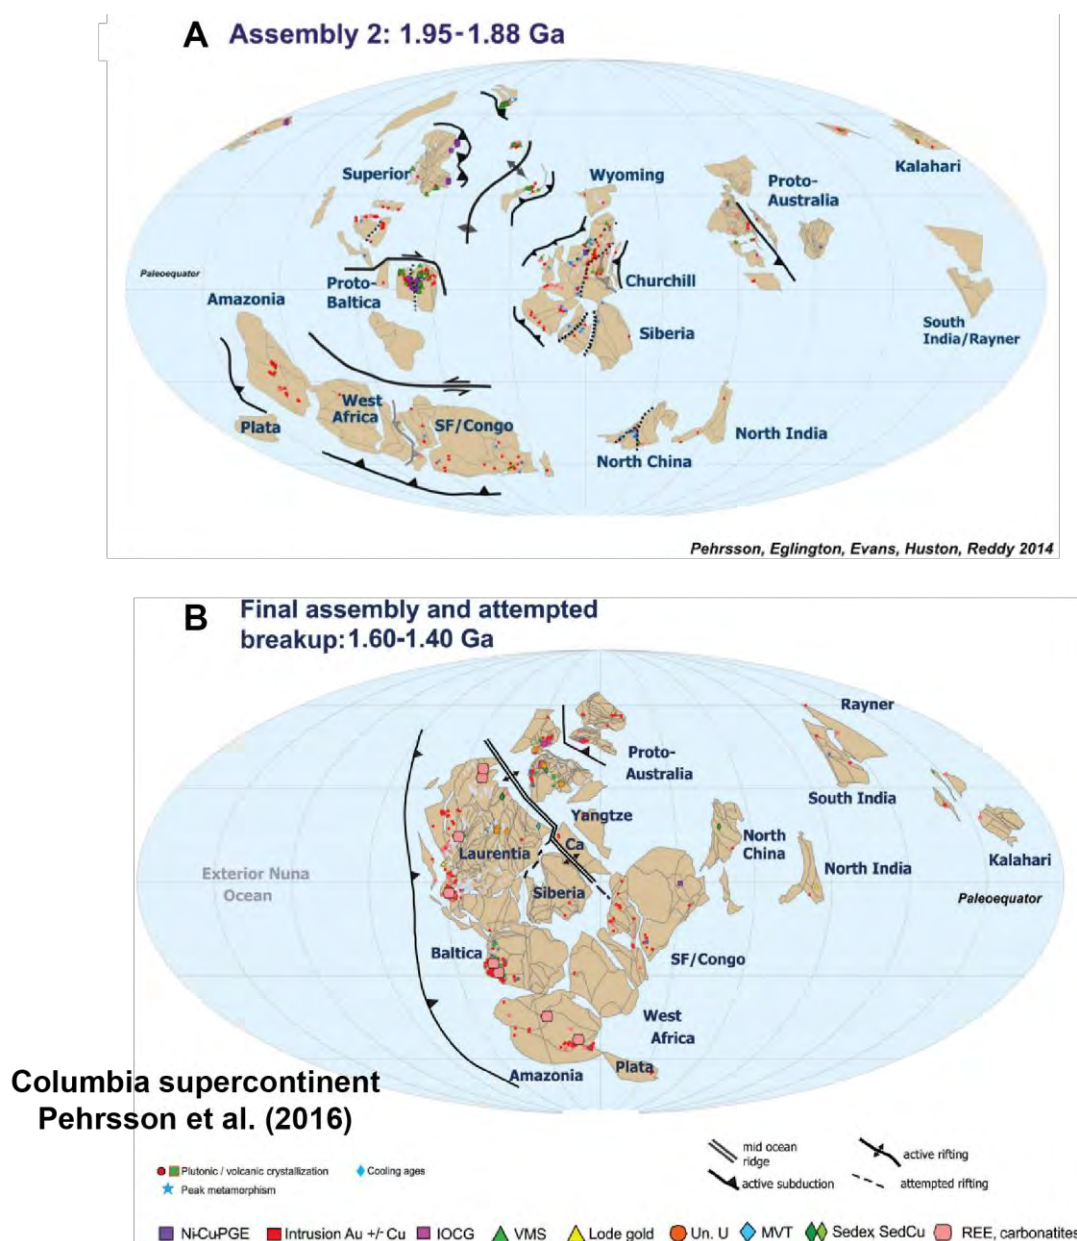 A Assembly 2: 1.95-1.88 Ga
Superior
Wyoming
Proto-
Australia
Kalahari
Paleoequator
Proto-
Baltica
Churchill
Amazonia
Siberia
South
India/Rayner
West
Africa
Plata
SF/Congo
North India
North China
Pehrsson, Eglington, Evans, Huston, Reddy 2014
B Final assembly and attempted
breakup:1.60-1.40 Ga
Rayner
Proto-
Australia
South India
Yangtze
North
China
Laurentia
Ca
Kalahari
Exterior Nuna
Ocean
Siberia
North India
Paleoequator
Baltica
SF/Congo
West
Africa
Amazonia
Plata
Columbia supercontinent
Pehrsson et al. (2016)
Plutonic / volcanic crystallization
Cooling ages
Peak metamorphism
mid ocean
ridge
active rifting
active subduction
attempted rifting
Ni-CuPGE
Intrusion Au +/- Cu
IOCG
VMS
Lode gold
Un. U
MVT
Sedex SedCu
REE, carbonatites